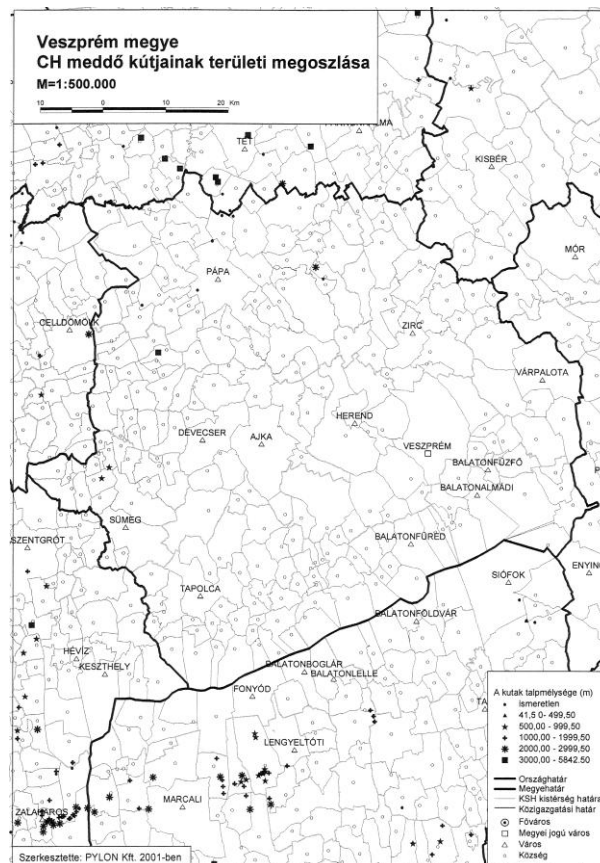 Veszprém megye
CH meddő kútjainak területi megoszlása
M=1:500.000
10 0 10 20 Km
TÉT
KISBÉR
MÓR
PÁPA
CELLDÖMÖLK
ZIRC
VÁRPALOTA
HEREND
DEVECSER
AJKA
VESZPRÉM
BALATONFŰZFŐ
BALATONALMÁDI
SÜMEG
SZENTGRÓT
BALATONFÜRED
SIÓFOK
ENYING
TAPOLCA
BALATONFÖLDVÁR
HÉVÍZ
KESZTHELY
BALATONBOGLÁR
BALATONLELLE
FONYÓD
TA
LENGYELTÓTI
MARCALI
ZALAKAROS
A kutak talpmélysége (m)
ismeretlen
41,5 0- 499,50
500,00 - 999,50
1000,00 - 1999,50
2000,00 - 2999,50
3000,00 - 5842.50
Országhatár
Megyehatár
KSH kistérség határa
Közigazgatási határ
Főváros
Megyei jogú város
Város
Község
Szerkesztette: PYLON Kft. 2001-ben